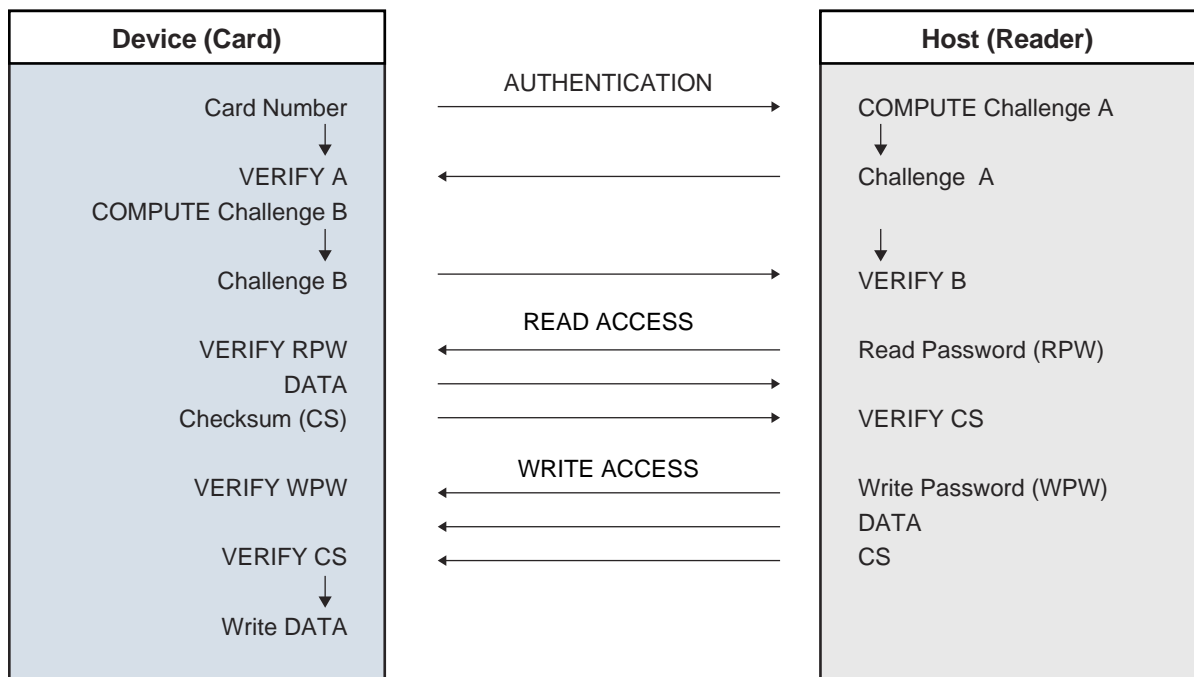 Device (Card)
Host (Reader)
AUTHENTICATION
Card Number
COMPUTE Challenge A
VERIFY A
Challenge A
COMPUTE Challenge B
Challenge B
VERIFY B
READ ACCESS
VERIFY RPW
Read Password (RPW)
DATA
Checksum (CS)
VERIFY CS
WRITE ACCESS
VERIFY WPW
Write Password (WPW)
DATA
VERIFY CS
CS
Write DATA